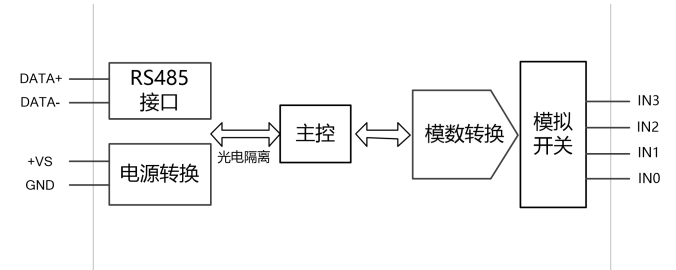 DATA+
DATA-
+VS
GND
RS485
接口
电源转换
光电隔离
主控
模数转换
模拟
开关
IN3
IN2
IN1
IN0